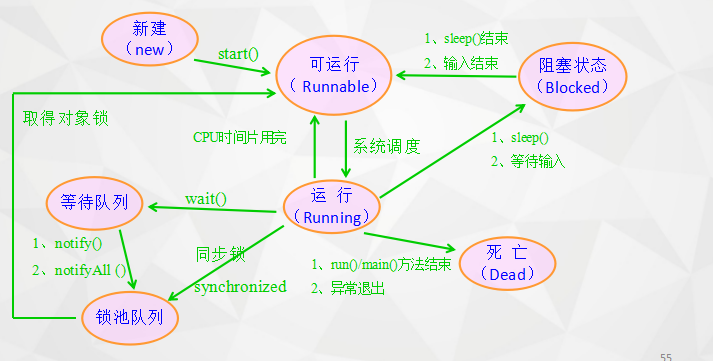 新建
（new）
start()
可运行
（ Runnable）
1、sleep()结束
2、输入结束
阻塞状态
（Blocked）
取得对象锁
CPU时间片用完
系统调度
1、sleep()
2、等待输入
等待队列
wait()
运 行
（Running）
1、notify()
2、notifyAll ()
同步锁
synchronized
1、run()/main()方法结束
2、异常退出
死 亡
（Dead）
锁池队列
55